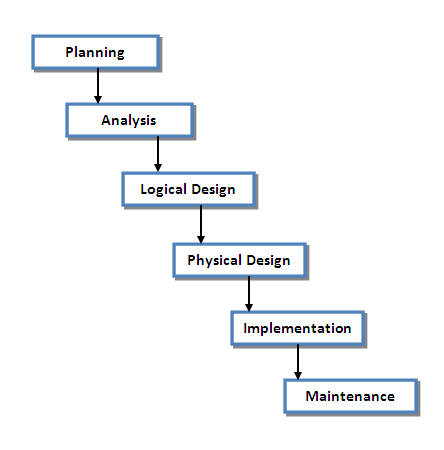 Planning
Analysis
Logical Design
Physical Design
Implementation
Maintenance